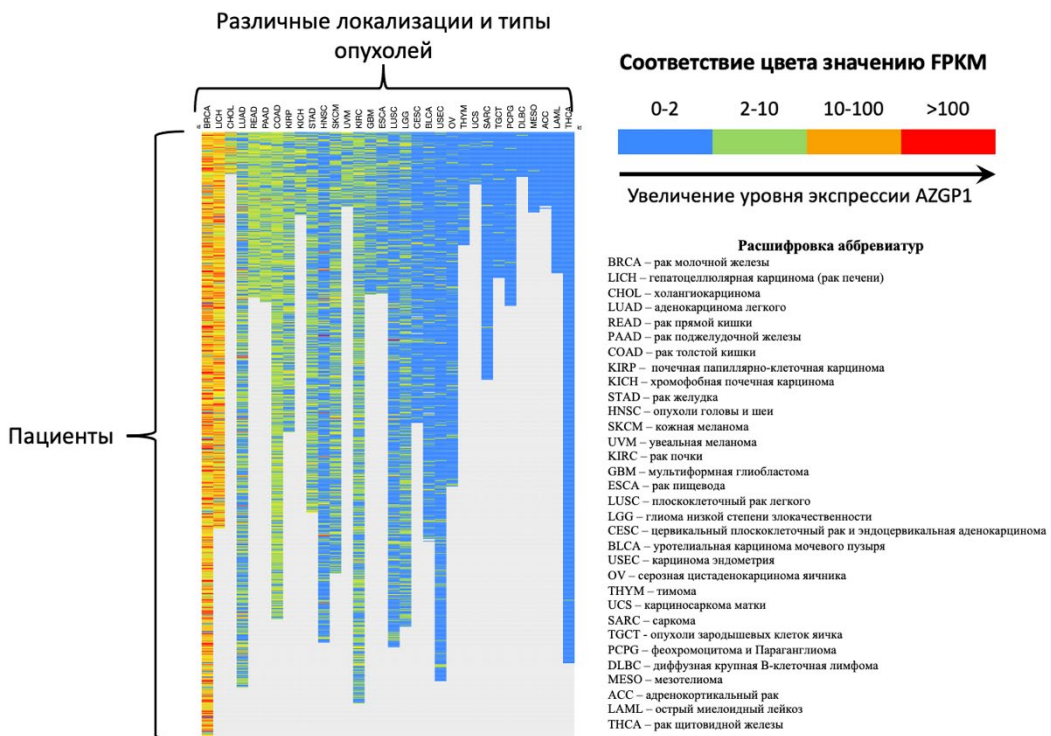 Различные локализации и типы
опухолей
Соответствие цвета значению FPKM
0-2
2-10
10-100
>100
Увеличение уровня экспрессии AZGP1
BRCA
LICH
CHOL
LUAD
READ
PAAD
COAD
KIRP
KICH
STAD
HNSC
SKCM
UVM
KIRC
GBM
ESCA
LUSC
LGG
CESC
BLCA
USEC
OV
THYM
UCS
SARC
TGCT
PCPG
DLBC
MESO
ACC
LAML
THCA
Пациенты
Расшифровка аббревиатур
BRCA – рак молочной железы
LICH – гепатоцеллюлярная карцинома (рак печени)
CHOL – холангиокарцинома
LUAD – аденокарцинома легкого
READ – рак прямой кишки
PAAD – рак поджелудочной железы
COAD – рак толстой кишки
KIRP – почечная папиллярно-клеточная карцинома
KICH – хромофобная почечная карцинома
STAD – рак желудка
HNSC – опухоли головы и шеи
SKCM – кожная меланома
UVM – увеальная меланома
KIRC – рак почки
GBM – мультиформная глиобластома
ESCA – рак пищевода
LUSC – плоскоклеточный рак легкого
LGG – глиома низкой степени злокачественности
CESC – цервикальный плоскоклеточный рак и эндоцервикальная аденокарцинома
BLCA – уротелиальная карцинома мочевого пузыря
USEC – карцинома эндометрия
OV – серозная цистаденокарцинома яичника
THYM – тимома
UCS – карциносаркома матки
SARC – саркома
TGCT - опухоли зародышевых клеток яичка
PCPG – феохромоцитома и Параганглиома
DLBC – диффузная крупная В-клеточная лимфома
MESO – мезотелиома
ACC – адренокортикальный рак
LAML – острый миелоидный лейкоз
THCA – рак щитовидной железы